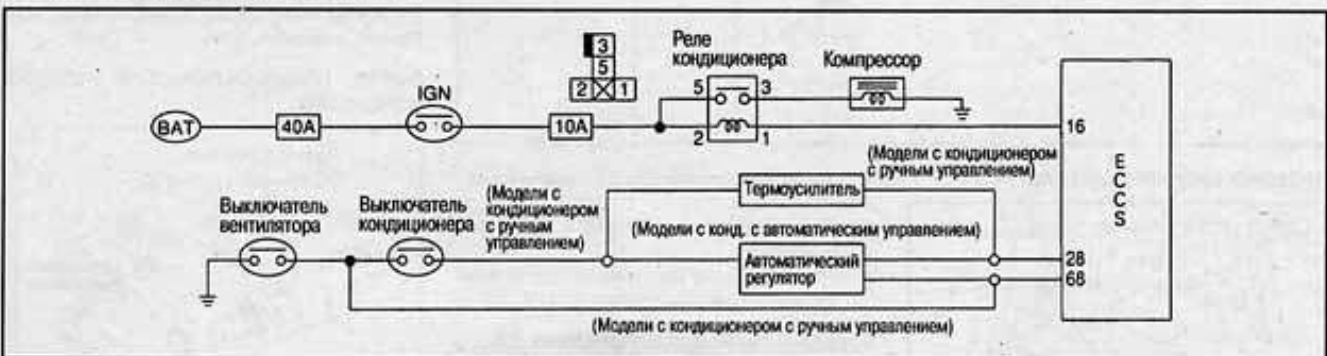 3
5
2 1
Реле
кондиционера
Компрессор
IGN
5 3
BAT
40A
10A
2 1
16
(Модели с кондиционером
с ручным управлением)
E
C
C
S
Термоусилитель
Выключатель
вентилятора
Выключатель
кондиционера
(Модели с
кондиционером
с ручным
управлением)
(Модели с конд. с автоматическим управлением)
Автоматический
регулятор
28
68
(Модели с кондиционером с ручным управлением)